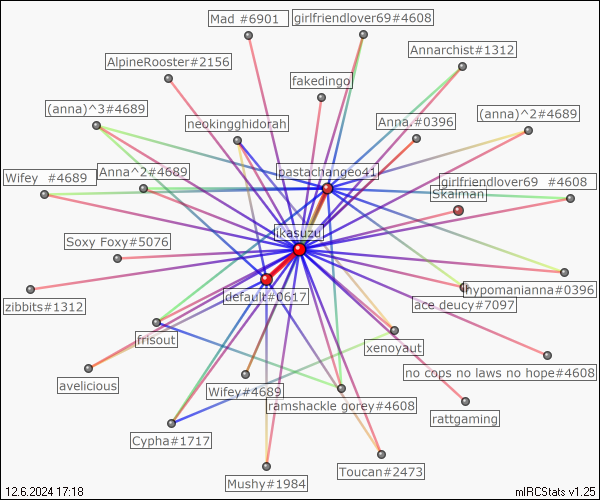 Mad #6901
girlfriendlover69#4608
Annarchist#1312
AlpineRooster#2156
fakedingo
(anna)^3#4689
neokingghidorah
Anna.#0396
(anna)^2#4689
Wifey #4689
Anna^2#4689
pastachangeo41
girlfriendlover69 #4608
Skaiman
Soxy Foxy#5076
ikasuzu
zibbits#1312
default#0617
hypomanianna#0396
ace deucy#7097
frisout
xenoyaut
avelicious
Wifey#4689
no cops no laws no hope#4608
ramshackle gorey#4608
rattgaming
Cypha#1717
Mushy#1984
Toucan#2473
12.6.2024 17:18
mIRCStats v1.25